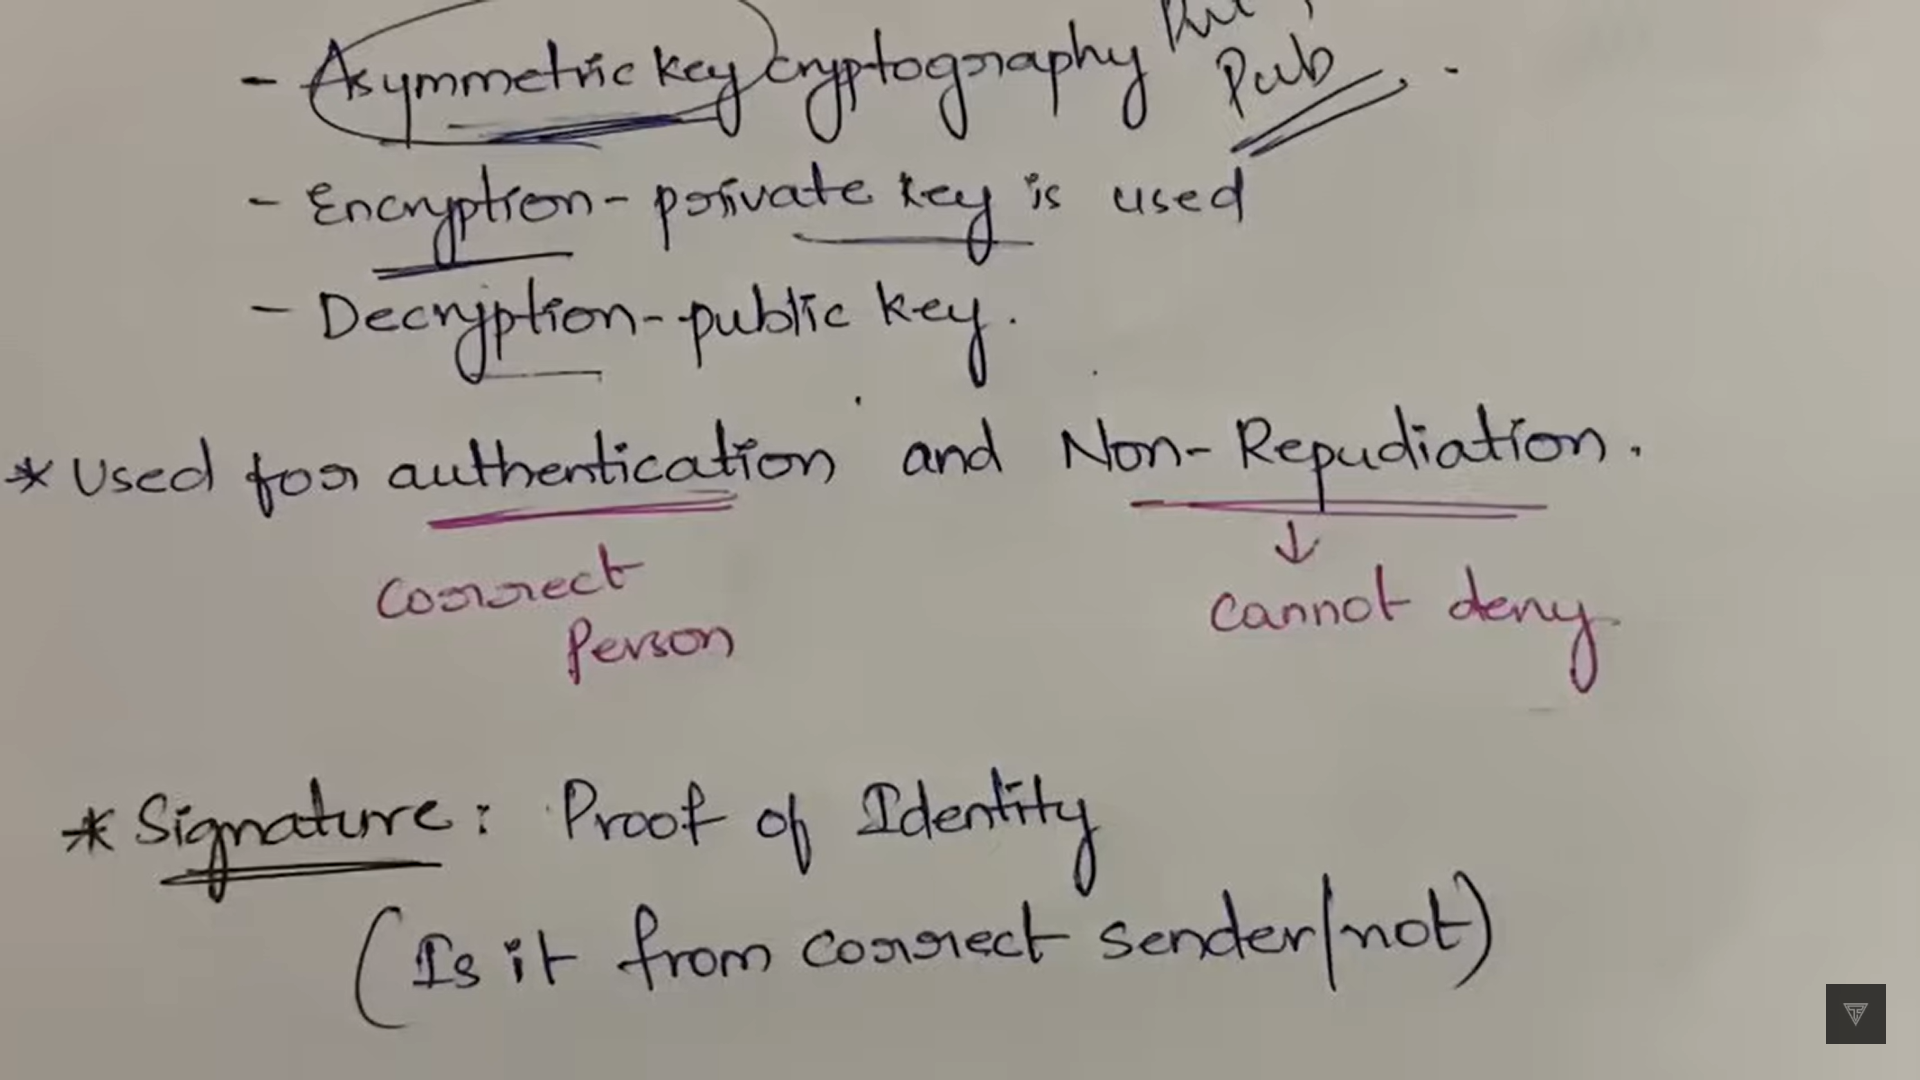 - Asymmetric key cryptography
Pub
- Encryption - private key is used
- Decryption - public key.
* Used for authentication and Non-Repudiation.
correct
Person
↓
cannot deny
* Signature : Proof of Identity
(Is it from correct sender/not)